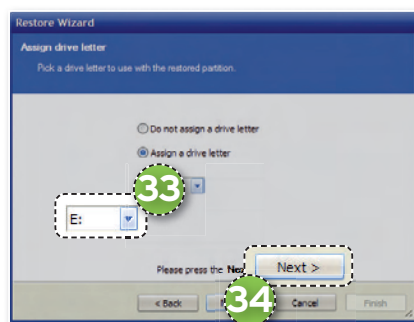 Restore Wizard
Assign drive letter
Pick a drive letter to use with the restored partition.
Do not assign a drive letter
Assign a drive letter
33
E:
Please press the
Next >
34
< Back
Cancel
Finish